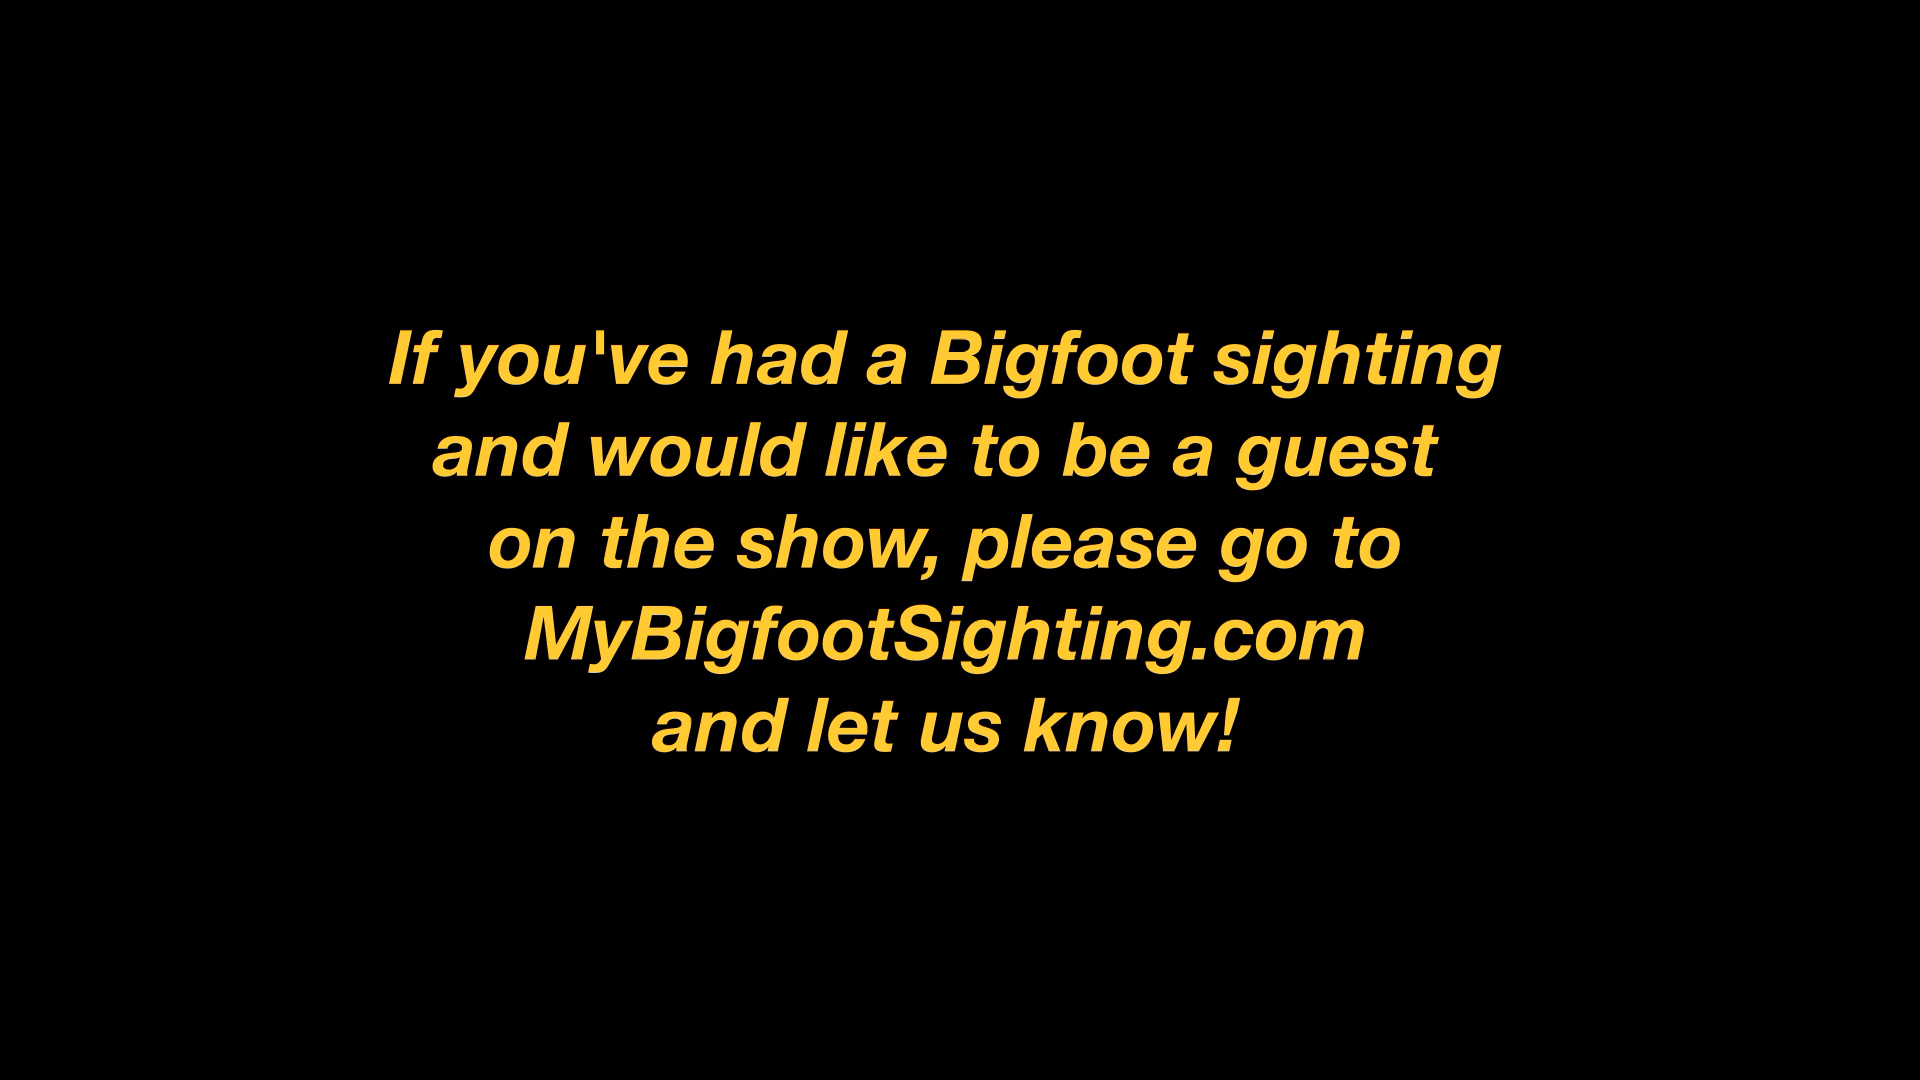 If you've had a Bigfoot sighting
and would like to be a guest
on the show, please go to
MyBigfootSighting.com
and let us know!